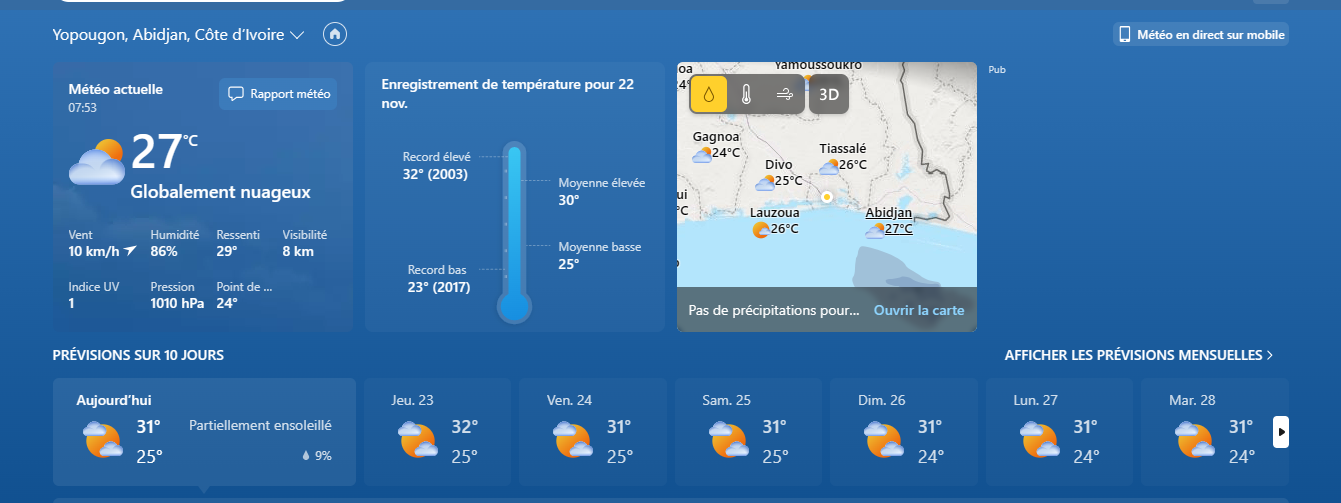 Yopougon, Abidjan, Côte d’Ivoire
Météo en direct sur mobile
Météo actuelle
07:53
Rapport météo
27°C
Globalement nuageux
Vent
10 km/h
Humidité
86%
Ressenti
29°
Visibilité
8 km
Indice UV
1
Pression
1010 hPa
Point de ...
24°
Enregistrement de température pour 22
nov.
Record élevé
32° (2003)
Moyenne élevée
30°
Moyenne basse
25°
Record bas
23° (2017)
Yamoussoukro
oa
4°
3D
Gagnoa
24°C
Divo
25°C
Tiassalé
26°C
ui
°C
Lauzoua
26°C
Abidjan
27°C
Pas de précipitations pour...
Ouvrir la carte
Pub
PRÉVISIONS SUR 10 JOURS
AFFICHER LES PRÉVISIONS MENSUELLES
Aujourd’hui
31°
25°
Partiellement ensoleillé
9%
Jeu. 23
32°
25°
Ven. 24
31°
25°
Sam. 25
31°
25°
Dim. 26
31°
24°
Lun. 27
31°
24°
Mar. 28
31°
24°